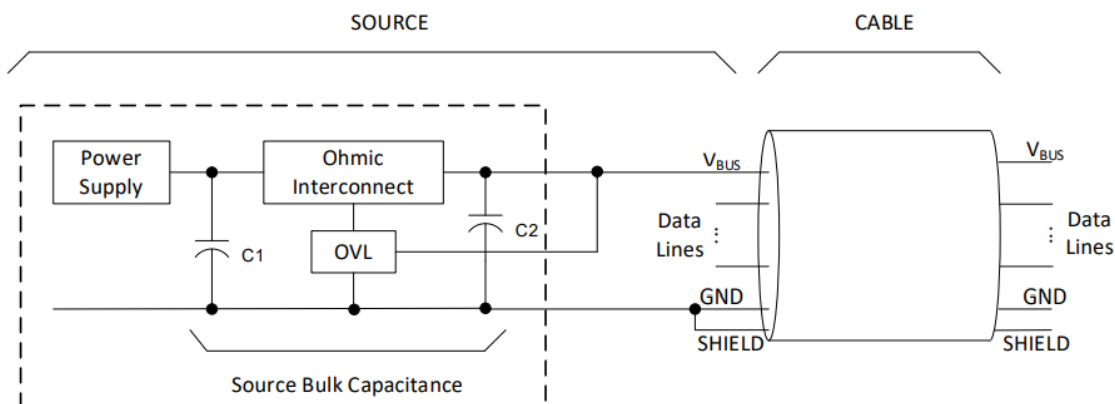 SOURCE
CABLE
Power
Supply
Ohmic
Interconnect
OVL
C1
C2
Source Bulk Capacitance
VBUS
Data
Lines
GND
SHIELD
VBUS
Data
Lines
GND
SHIELD